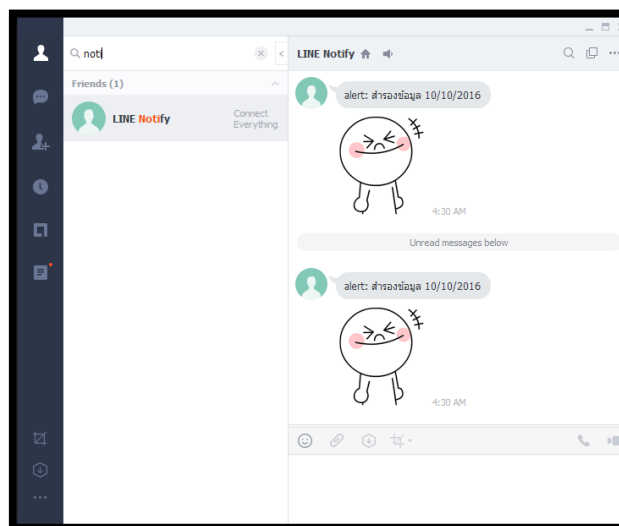 noti
LINE Notify
Friends (1)
LINE Notify
Connect
Everything
alert: สำรองข้อมูล 10/10/2016
4:30 AM
Unread messages below
alert: สำรองข้อมูล 10/10/2016
4:30 AM